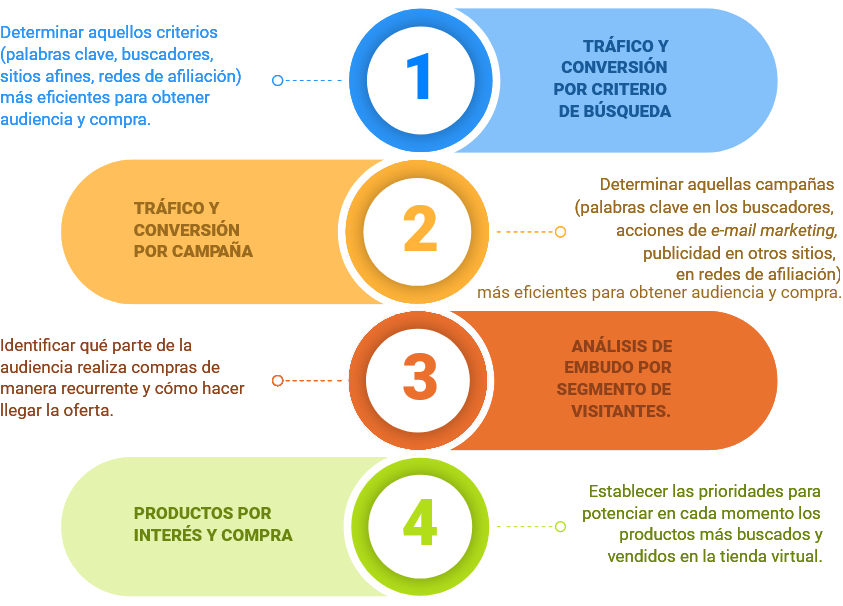 Determinar aquellos criterios
(palabras clave, buscadores,
sitios afines, redes de afiliación)
más eficientes para obtener
audiencia y compra.
1
TRÁFICO Y
CONVERSIÓN
POR CRITERIO
DE BÚSQUEDA
TRÁFICO Y
CONVERSIÓN
POR CAMPAÑA
2
Determinar aquellas campañas
(palabras clave en los buscadores,
acciones de e-mail marketing,
publicidad en otros sitios,
en redes de afiliación)
más eficientes para obtener audiencia y compra.
Identificar qué parte de la
audiencia realiza compras de
manera recurrente y cómo hacer
llegar la oferta.
3
ANÁLISIS DE
EMBUDO POR
SEGMENTO DE
VISITANTES.
PRODUCTOS POR
INTERÉS Y COMPRA
4
Establecer las prioridades para
potenciar en cada momento los
productos más buscados y
vendidos en la tienda virtual.